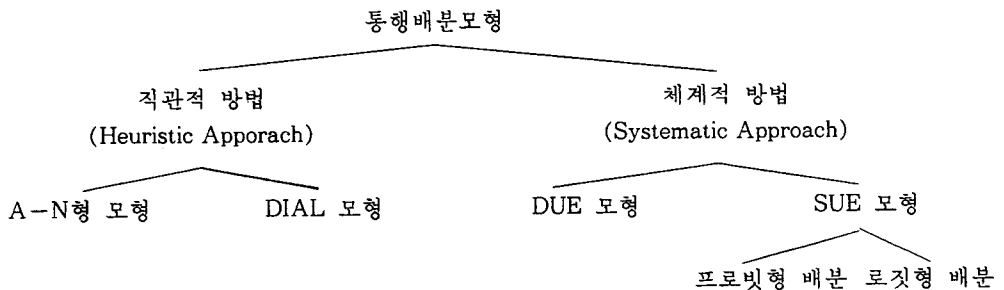 통행배분모형
직관적 방법 체계적 방법
(Heuristic Apporach) (Systematic Approach)
A-N형 모형 DIAL 모형 DUE 모형 SUE 모형
프로빗형 배분 로짓형 배분